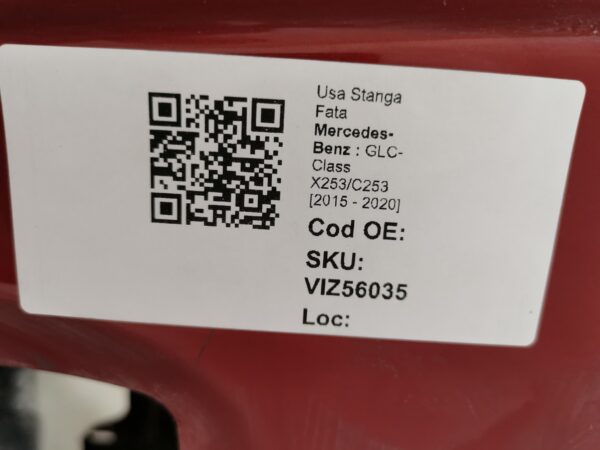 Usa Stanga
Fata
Mercedes-
Benz : GLC-
Class
X253/C253
[2015 - 2020]
Cod OE:
SKU:
VIZ56035
Loc: